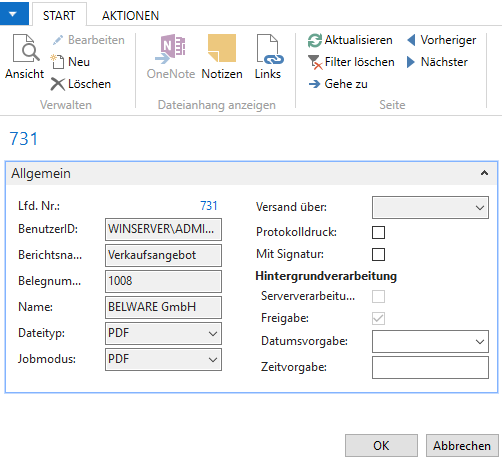 START AKTIONEN
Ansicht
Bearbeiten
Neu
Löschen
Verwalten
OneNote Notizen Links
Dateianhang anzeigen
Aktualisieren Vorheriger
Filter löschen Nächster
Gehe zu
Seite
731
Allgemein
Lfd. Nr.: 731
BenutzerID: WINSERVER\ADMI...
Berichtsna... Verkaufsangebot
Belegnum... 1008
Name: BELWARE GmbH
Dateityp: PDF
Jobmodus: PDF
Versand über:
Protokolldruck:
Mit Signatur:
Hintergrundverarbeitung
Serververarbeitu...
Freigabe:
Datumsvorgabe:
Zeitvorgabe:
OK Abbrechen